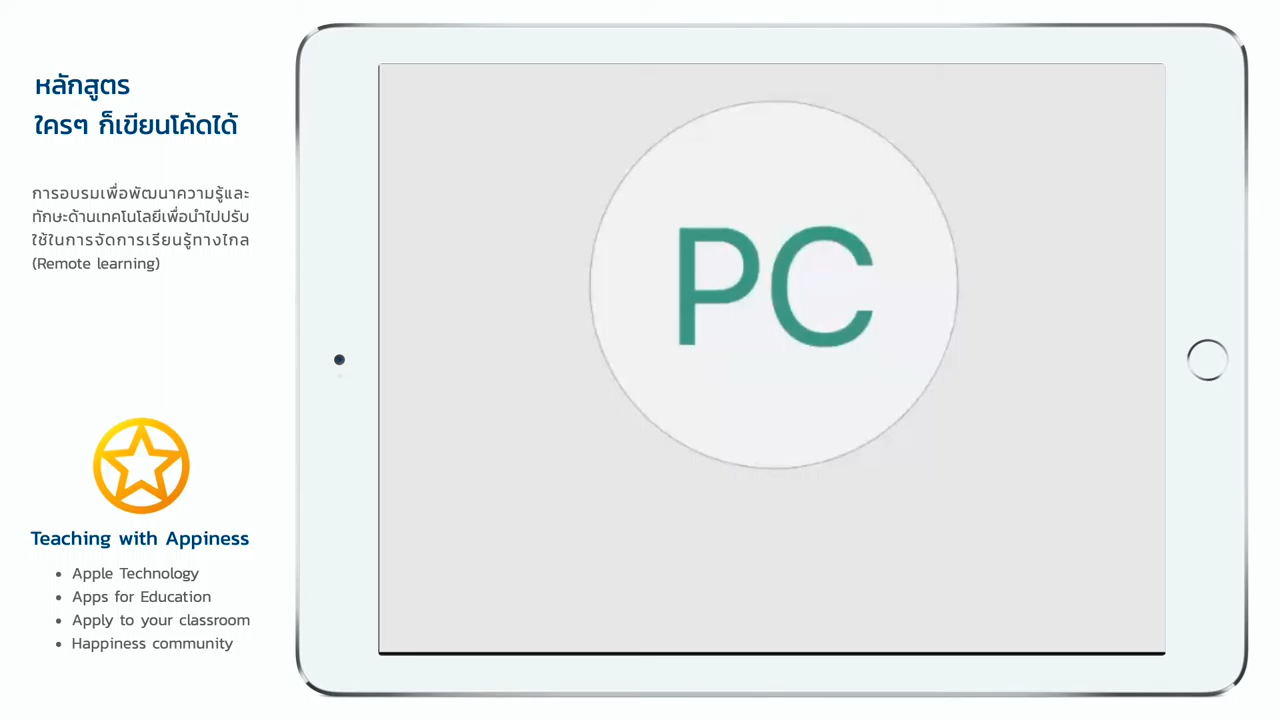 หลักสูตร
ใครๆ ก็เขียนโค้ดได้
การอบรมเพื่อพัฒนาความรู้และ
ทักษะด้านเทคโนโลยีเพื่อนำไปปรับ
ใช้ในการจัดการเรียนรู้ทางไกล
(Remote learning)
Teaching with Appiness
• Apple Technology
• Apps for Education
• Apply to your classroom
• Happiness community
PC